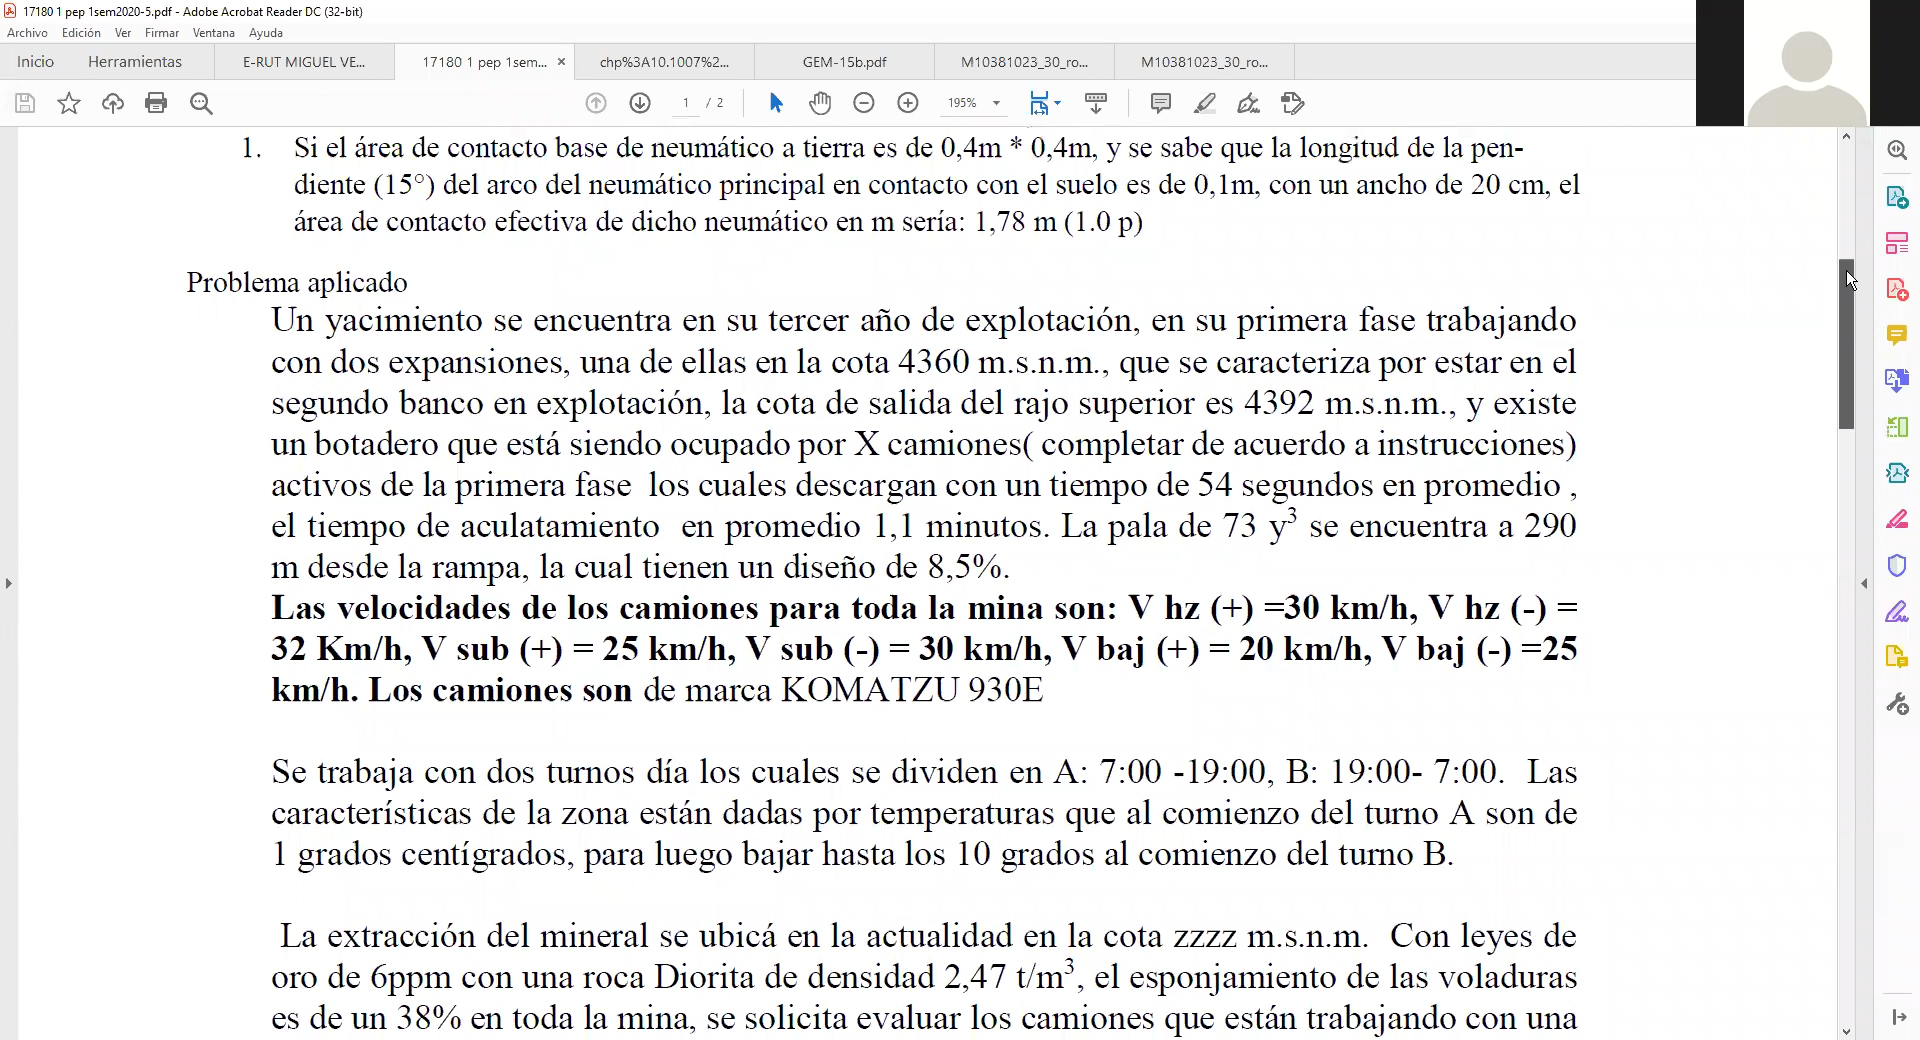 17180 1 pep 1sem2020-5.pdf - Adobe Acrobat Reader DC (32-bit)
Archivo Edición Ver Firmar Ventana Ayuda
Inicio Herramientas E-RUT MIGUEL VE... 17180 1 pep 1sem... × chp%3A10.1007%2... GEM-15b.pdf M10381023_30_ro... M10381023_30_ro...
1 / 2 195%
1. Si el área de contacto base de neumático a tierra es de 0,4m * 0,4m, y se sabe que la longitud de la pen-
diente (15°) del arco del neumático principal en contacto con el suelo es de 0,1m, con un ancho de 20 cm, el
área de contacto efectiva de dicho neumático en m sería: 1,78 m (1.0 p)
Problema aplicado
Un yacimiento se encuentra en su tercer año de explotación, en su primera fase trabajando
con dos expansiones, una de ellas en la cota 4360 m.s.n.m., que se caracteriza por estar en el
segundo banco en explotación, la cota de salida del rajo superior es 4392 m.s.n.m., y existe
un botadero que está siendo ocupado por X camiones( completar de acuerdo a instrucciones)
activos de la primera fase los cuales descargan con un tiempo de 54 segundos en promedio ,
el tiempo de aculatamiento en promedio 1,1 minutos. La pala de 73 y³ se encuentra a 290
m desde la rampa, la cual tienen un diseño de 8,5%.
Las velocidades de los camiones para toda la mina son: V hz (+) =30 km/h, V hz (-) =
32 Km/h, V sub (+) = 25 km/h, V sub (-) = 30 km/h, V baj (+) = 20 km/h, V baj (-) =25
km/h. Los camiones son de marca KOMATZU 930E
Se trabaja con dos turnos día los cuales se dividen en A: 7:00 -19:00, B: 19:00- 7:00. Las
características de la zona están dadas por temperaturas que al comienzo del turno A son de
1 grados centígrados, para luego bajar hasta los 10 grados al comienzo del turno B.
La extracción del mineral se ubicá en la actualidad en la cota zzzz m.s.n.m. Con leyes de
oro de 6ppm con una roca Diorita de densidad 2,47 t/m³, el esponjamiento de las voladuras
es de un 38% en toda la mina, se solicita evaluar los camiones que están trabajando con una